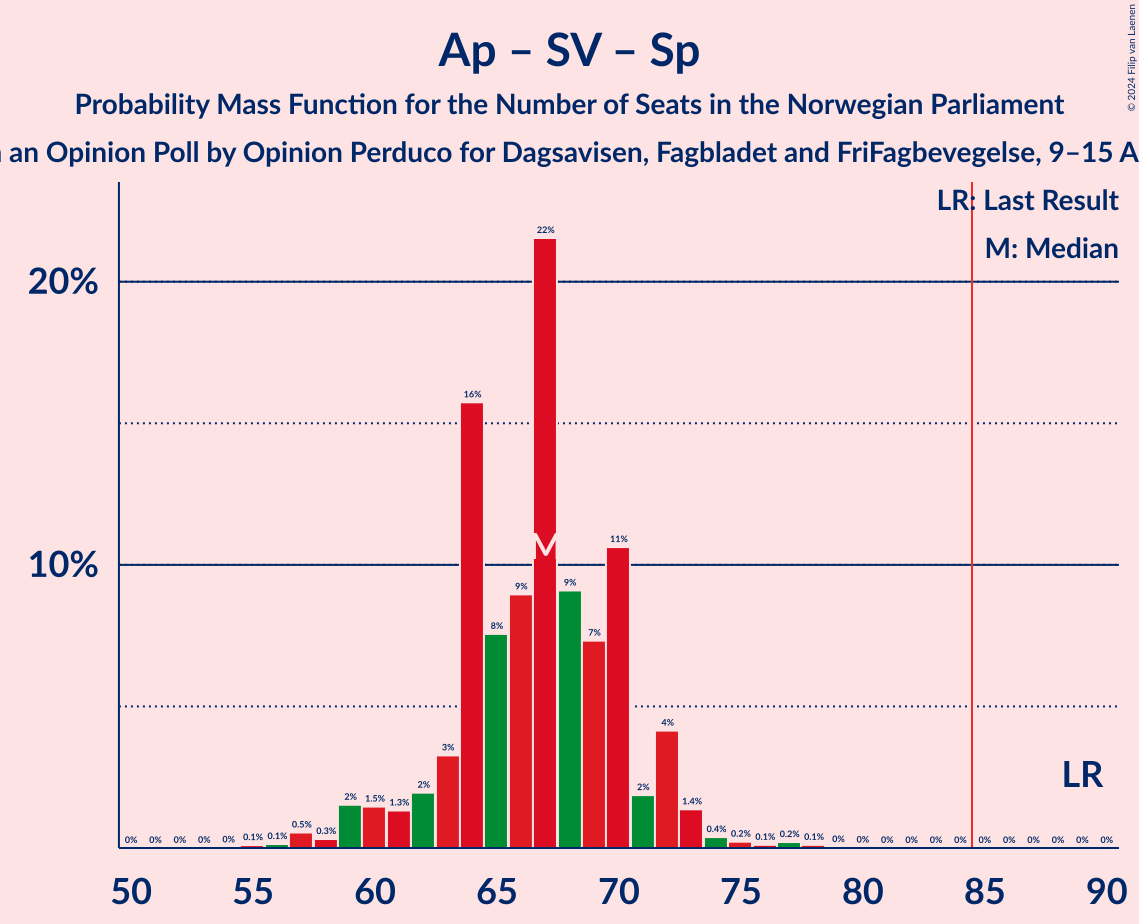 Ap – SV – Sp
Probability Mass Function for the Number of Seats in the Norwegian Parliament
an Opinion Poll by Opinion Perduco for Dagsavisen, Fagbladet and FriFagbevegelse, 9–15 A
© 2024 Filip van Laenen
LR: Last Result
M: Median
20%
10%
0% 0% 0% 0% 0% 0.1% 0.1% 0.5% 0.3% 2% 1.5% 1.3% 2% 3% 16% 8% 9% 22% 9% 7% 11% 2% 4% 1.4% 0.4% 0.2% 0.1% 0.2% 0.1% 0% 0% 0% 0% 0% 0% 0% 0% 0% 0% 0% 0%
M
LR
50 55 60 65 70 75 80 85 90